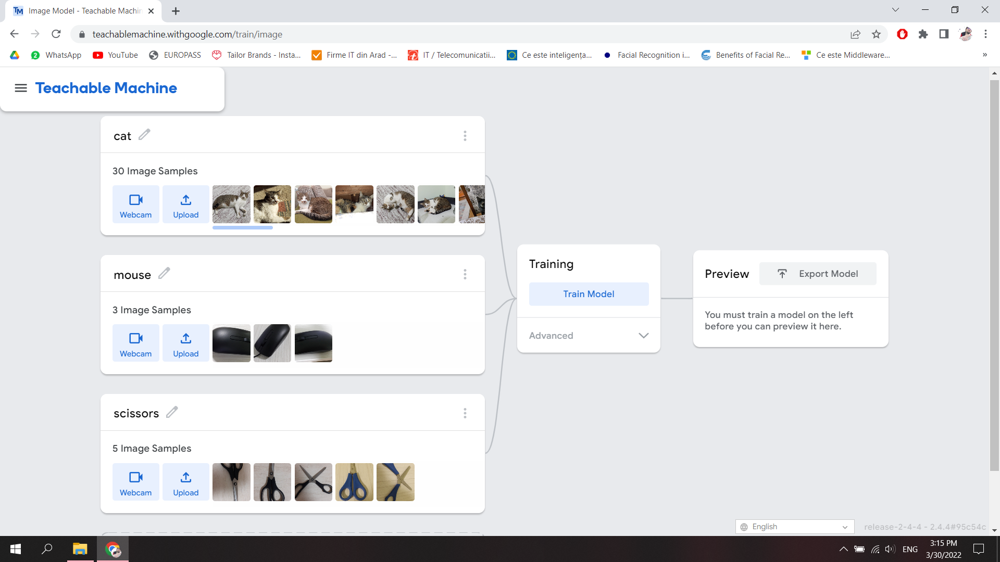 TM Image Model - Teachable Machin
teachablemachine.withgoogle.com/train/image
2 WhatsApp YouTube EUROPASS Tailor Brands - Insta... Firme IT din Arad -... IT / Telecomunicatii... Ce este inteligența... Facial Recognition i... Benefits of Facial Re... Ce este Middleware... »
Teachable Machine
cat
30 Image Samples
Webcam Upload
mouse
3 Image Samples
Webcam Upload
scissors
5 Image Samples
Webcam Upload
Training
Train Model
Advanced
Preview Export Model
You must train a model on the left
before you can preview it here.
English
release-2-4-4 - 2.4.4#95c54c
ENG
3:15 PM
3/30/2022